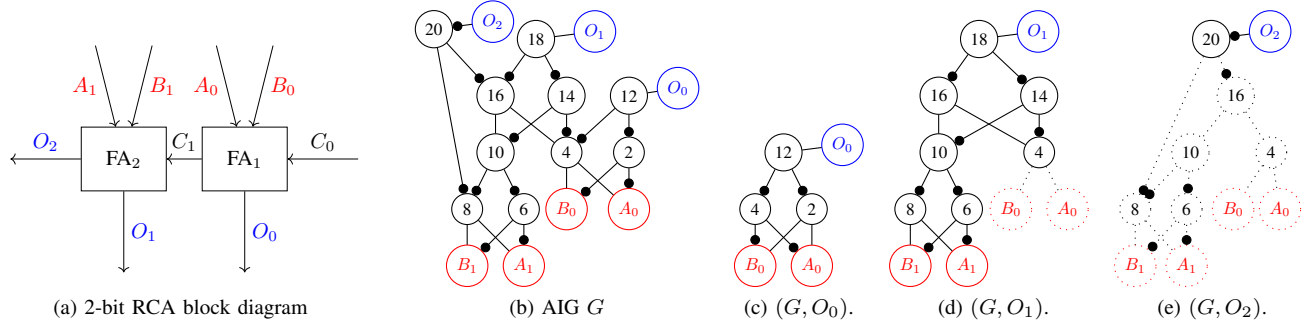 A₁ B₁ A₀ B₀
O₂ FA₂ C₁ FA₁ C₀
O₁ O₀
(a) 2-bit RCA block diagram
20 O₂ 18 O₁
16 14 12 O₀
10 4 2
8 6 B₀ A₀
B₁ A₁
(b) AIG G
12 O₀
4 2
B₀ A₀
(c) (G, O₀).
18 O₁
16 14
10 4
8 6 B₀ A₀
B₁ A₁
(d) (G, O₁).
20 O₂
16
10 4
8 6 B₀ A₀
B₁ A₁
(e) (G, O₂).